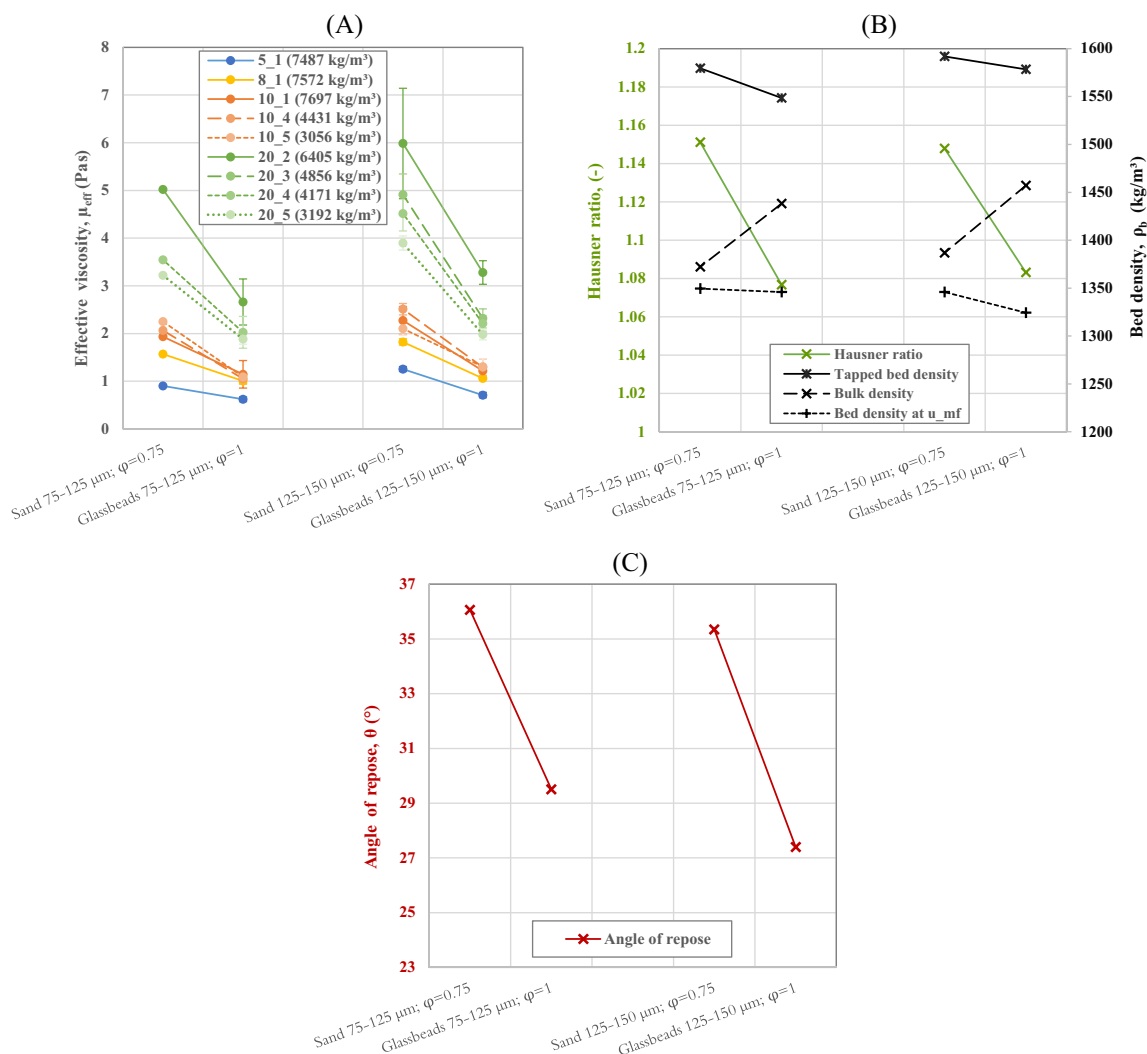 (A)
8
7
6
5
4
3
2
1
0
Effective viscosity, μeff (Pas)
5_1 (7487 kg/m³)
8_1 (7572 kg/m³)
10_1 (7697 kg/m³)
10_4 (4431 kg/m³)
10_5 (3056 kg/m³)
20_2 (6405 kg/m³)
20_3 (4856 kg/m³)
20_4 (4171 kg/m³)
20_5 (3192 kg/m³)
Sand 75-125 μm; φ=0.75
Glassbeads 75-125 μm; φ=1
Sand 125-150 μm; φ=0.75
Glassbeads 125-150 μm; φ=1
(B)
1.2
1.18
1.16
1.14
1.12
1.1
1.08
1.06
1.04
1.02
1
Hausner ratio, (-)
1600
1550
1500
1450
1400
1350
1300
1250
1200
Bed density, ρb (kg/m³)
Hausner ratio
Tapped bed density
Bulk density
Bed density at u_mf
Sand 75-125 μm; φ=0.75
Glassbeads 75-125 μm; φ=1
Sand 125-150 μm; φ=0.75
Glassbeads 125-150 μm; φ=1
(C)
37
35
33
31
29
27
25
23
Angle of repose, θ (°)
Angle of repose
Sand 75-125 μm; φ=0.75
Glassbeads 75-125 μm; φ=1
Sand 125-150 μm; φ=0.75
Glassbeads 125-150 μm; φ=1